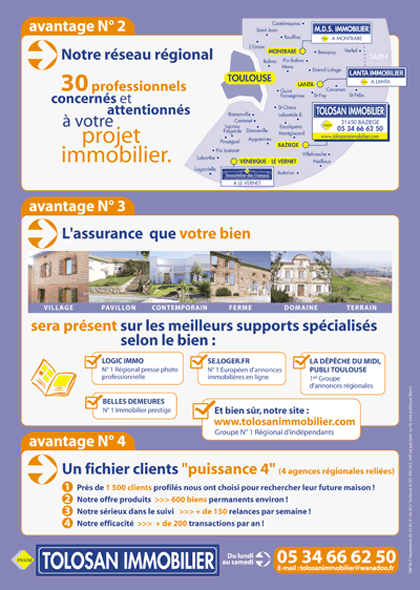 avantage N° 2
Notre réseau régional
30 professionnels
concernés et
attentionnés
à votre
projet
immobilier.
Castelmaurou
Saint Jean
Rouffiac
L'Union
MONTRABE
Balma
Pin-Balma
Mons
Beaupuy
Verfeil
TARN
Drémil Lafage
TOULOUSE
LANTA
Quint
Fonsegrives
Caraman
St Foy
St Félix
M.D.S. IMMOBILIER
A MONTRABE
LANTA IMMOBILIER
A LANTA
TOLOSAN IMMOBILIER
31450 BAZIEGE
05 34 66 62 50
www.tolosanimmobilier.com
Ramonville
Castanet
St Orens
Labastide B.
Lacroix
Falgarde
Donneville
Escalquens
Montgiscard
Pinsaguel
Ayguesvives
BAZIEGE
Pin Justaret
Villefranche
Labarthe
VENERQUE - LE VERNET
Nailloux
Lagardelle
Auterive
A LE VERNET
avantage N° 3
L'assurance que votre bien
VILLAGE
PAVILLON
CONTEMPORAIN
FERME
DOMAINE
TERRAIN
sera présent sur les meilleurs supports spécialisés
selon le bien :
LOGIC IMMO
N° 1 Régional presse photo
professionnelle
SE.LOGER.FR
N° 1 Européen d'annonces
immobilières en ligne
LA DÉPÊCHE DU MIDI,
PUBLI TOULOUSE
1er Groupe
d'annonces régionales
BELLES DEMEURES
N° 1 Immobilier prestige
Et bien sûr, notre site :
www.tolosanimmobilier.com
Groupe N° 1 Régional d'indépendants
avantage N° 4
Un fichier clients "puissance 4" (4 agences régionales reliées)
1 Près de 1 500 clients profilés nous ont choisi pour rechercher leur future maison !
2 Notre offre produits >>> 600 biens permanents environ !
3 Notre sérieux dans le suivi >>> + de 150 relances par semaine !
4 Notre efficacité >>> + de 200 transactions par an !
TOLOSAN IMMOBILIER
Du lundi
au samedi
05 34 66 62 50
E-mail : tolosanimmobilier@wanadoo.fr